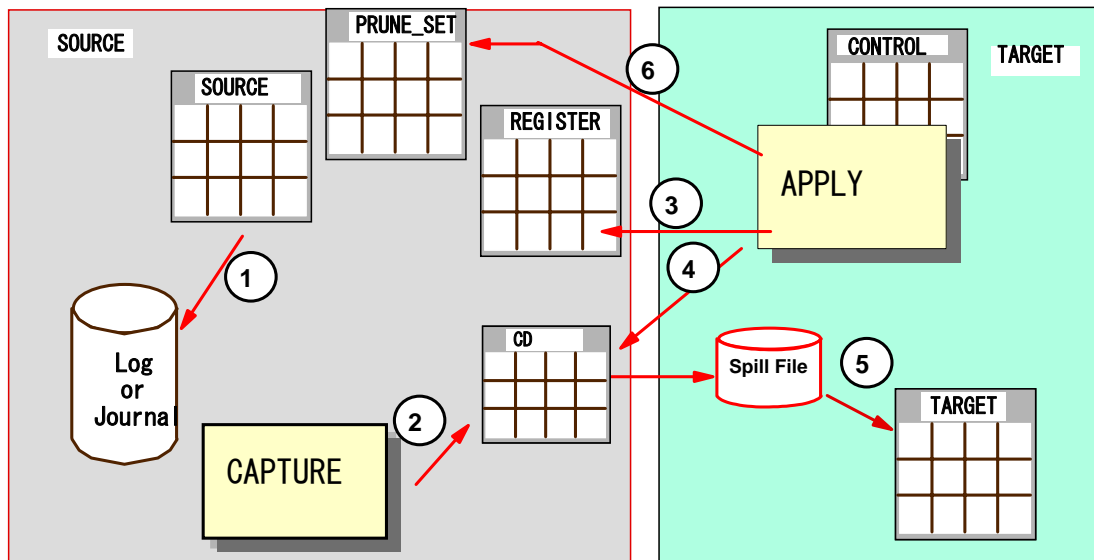 SOURCE
PRUNE_SET
SOURCE
REGISTER
CONTROL
TARGET
6
APPLY
3
4
1
Log
or
Journal
CD
Spill File
5
2
CAPTURE
TARGET